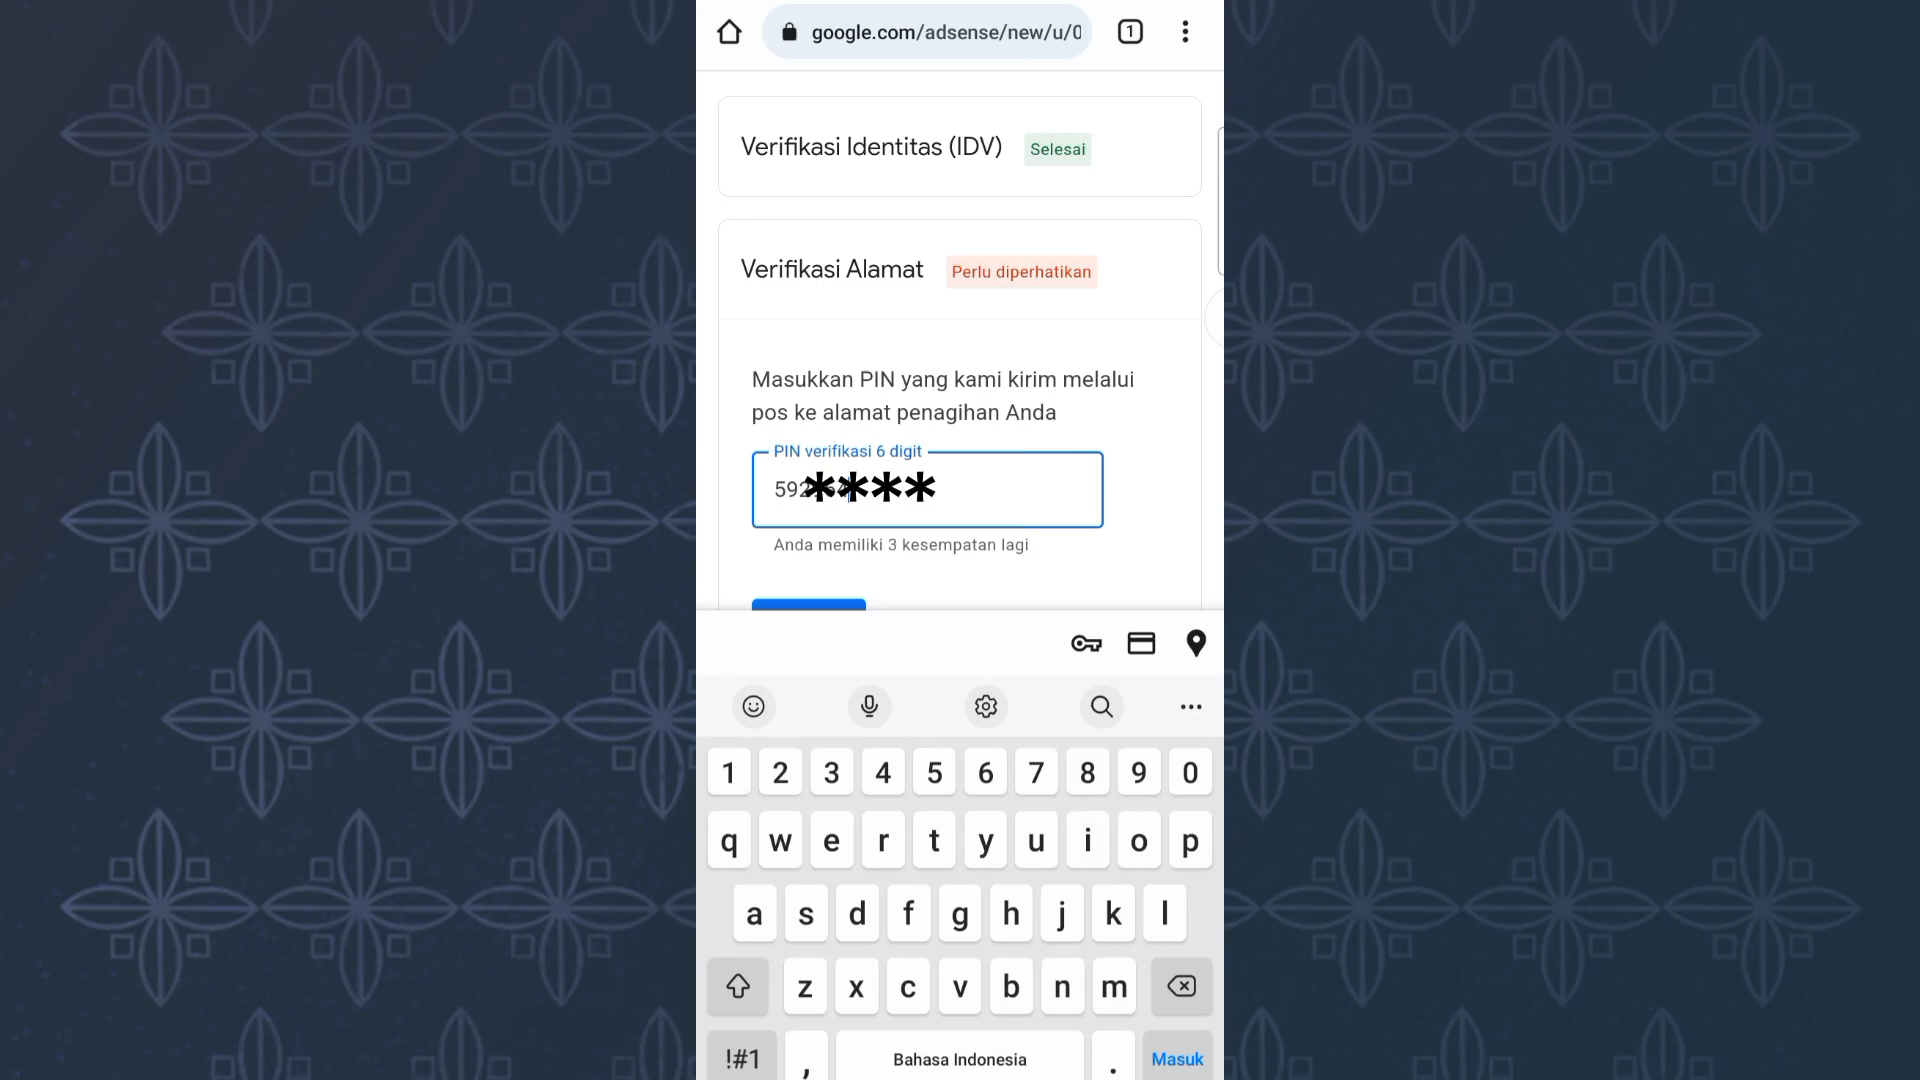 google.com/adsense/new/u/0
1
Verifikasi Identitas (IDV) Selesai
Verifikasi Alamat Perlu diperhatikan
Masukkan PIN yang kami kirim melalui
pos ke alamat penagihan Anda
PIN verifikasi 6 digit
592****
Anda memiliki 3 kesempatan lagi
1 2 3 4 5 6 7 8 9 0
q w e r t y u i o p
a s d f g h j k l
z x c v b n m
!#1 , Bahasa Indonesia . Masuk